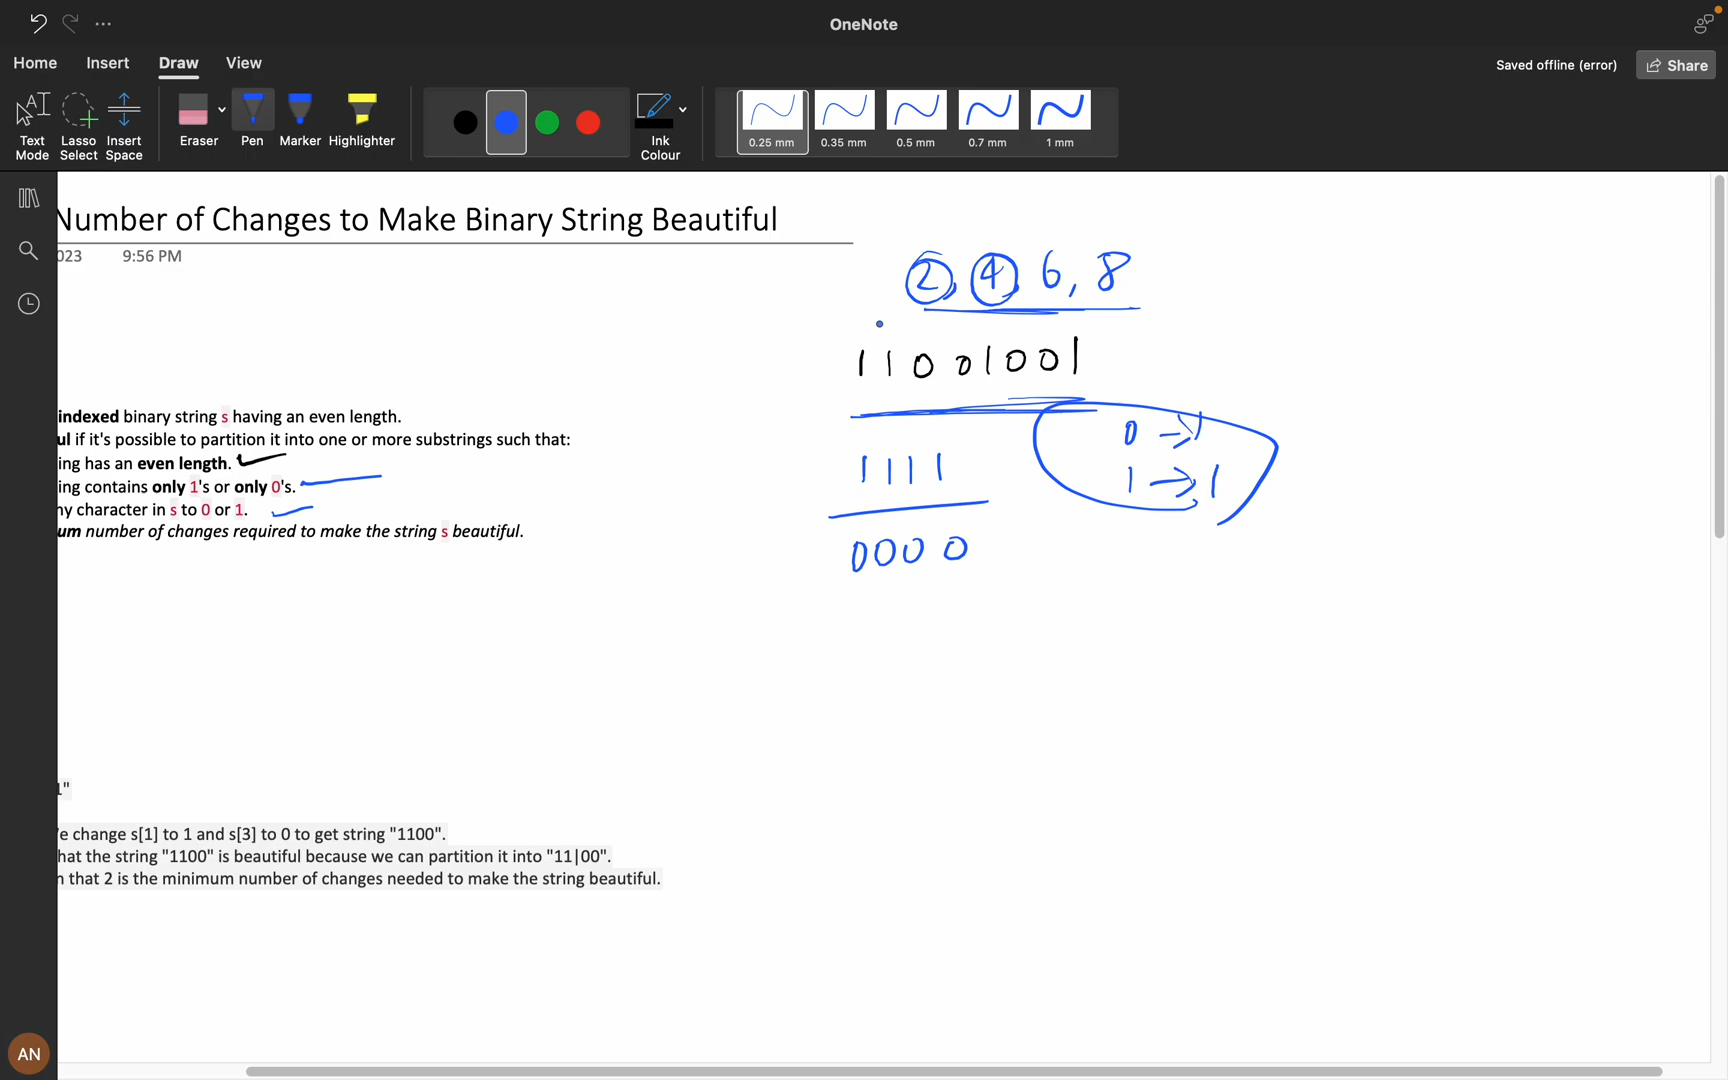 OneNote
Home Insert Draw View
Saved offline (error) Share
Text Mode
Lasso Select
Insert Space
Eraser
Pen
Marker
Highlighter
Ink Colour
0.25 mm
0.35 mm
0.5 mm
0.7 mm
1 mm
Number of Changes to Make Binary String Beautiful
023 9:56 PM
2, 4, 6, 8
1 1 0 0 1 0 0 1
indexed binary string s having an even length.
ul if it's possible to partition it into one or more substrings such that:
ing has an even length.
ing contains only 1's or only 0's.
ny character in s to 0 or 1.
um number of changes required to make the string s beautiful.
0 → 1
1 → 1
1 1 1 1
0 0 0 0
1"
e change s[1] to 1 and s[3] to 0 to get string "1100".
hat the string "1100" is beautiful because we can partition it into "11|00".
n that 2 is the minimum number of changes needed to make the string beautiful.
AN